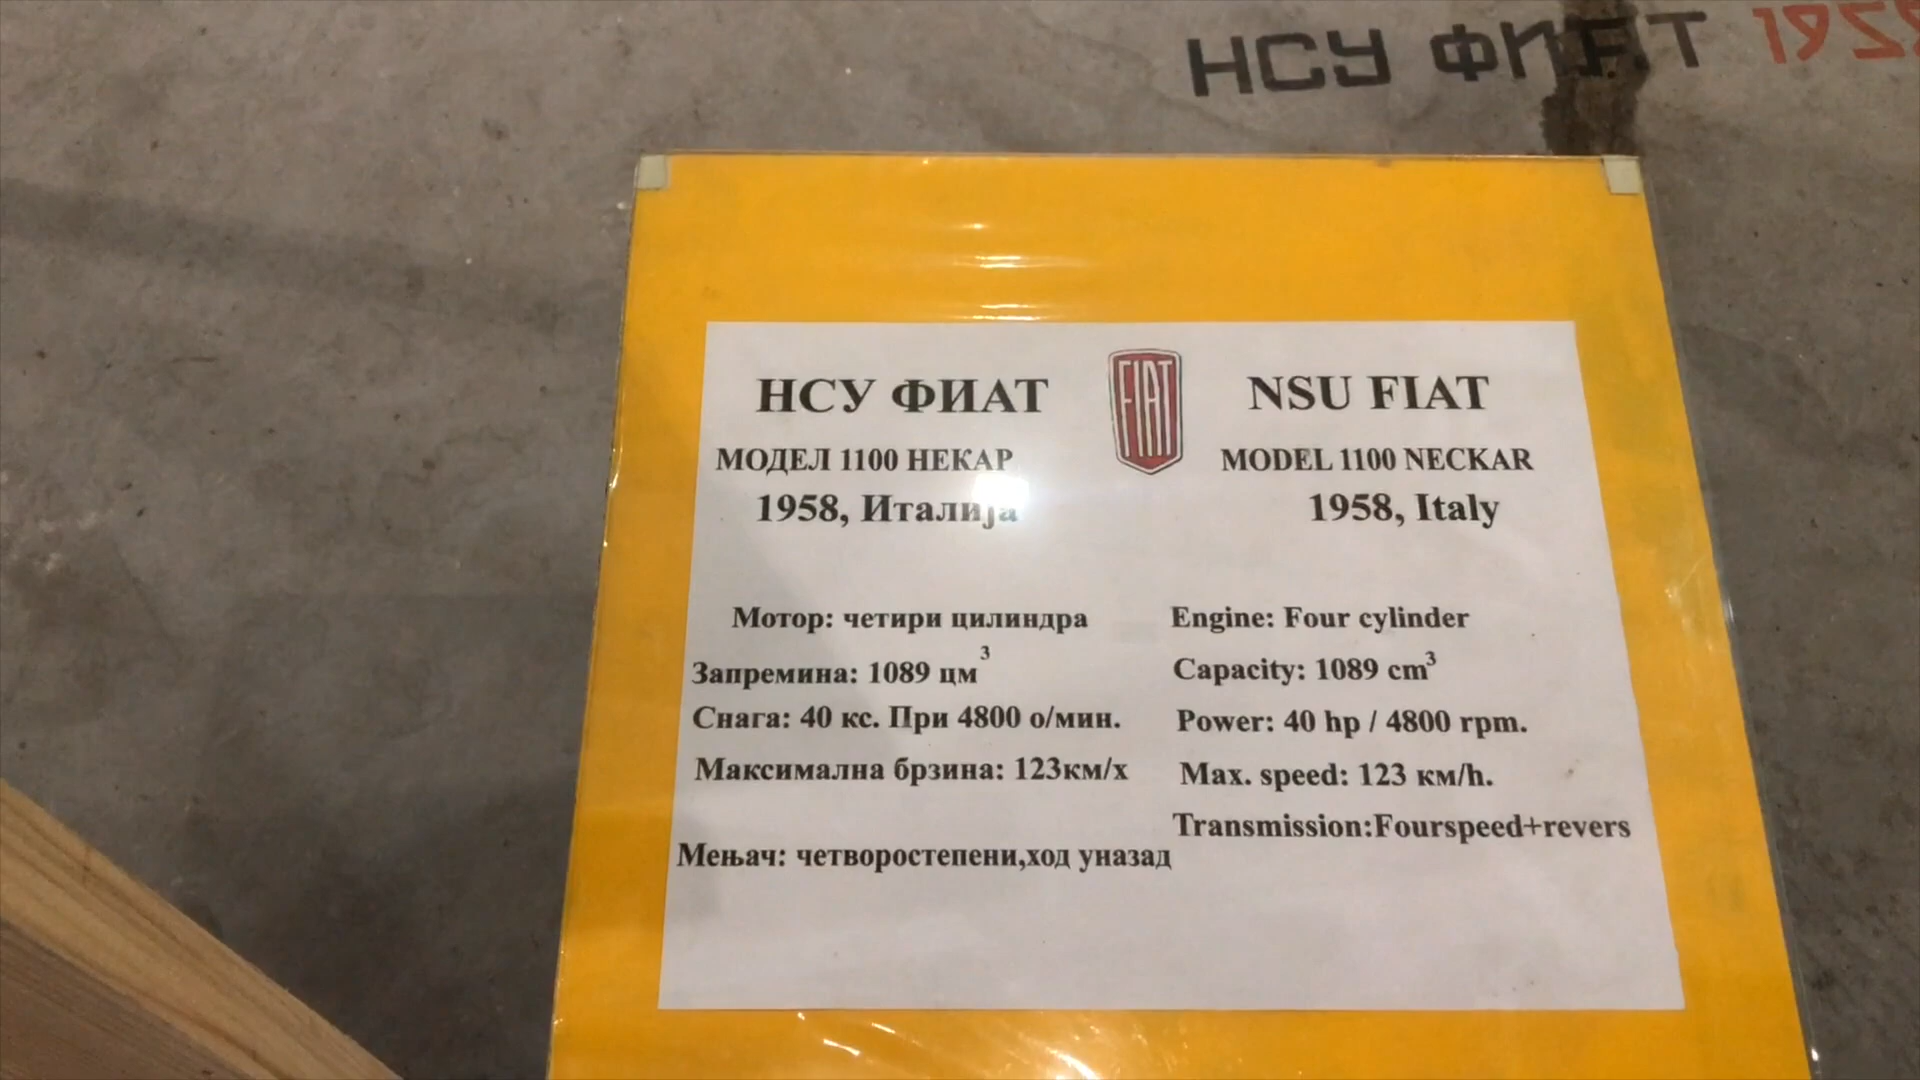 НСУ ФИАТ 1958
НСУ ФИАТ
МОДЕЛ 1100 НЕКАР
1958, Италија
FIAT
NSU FIAT
MODEL 1100 NECKAR
1958, Italy
Мотор: четири цилиндра
Запремина: 1089 цм³
Снага: 40 кс. При 4800 о/мин.
Максимална брзина: 123км/х
Мењач: четворостепени,ход уназад
Engine: Four cylinder
Capacity: 1089 cm³
Power: 40 hp / 4800 rpm.
Max. speed: 123 км/h.
Transmission:Fourspeed+revers